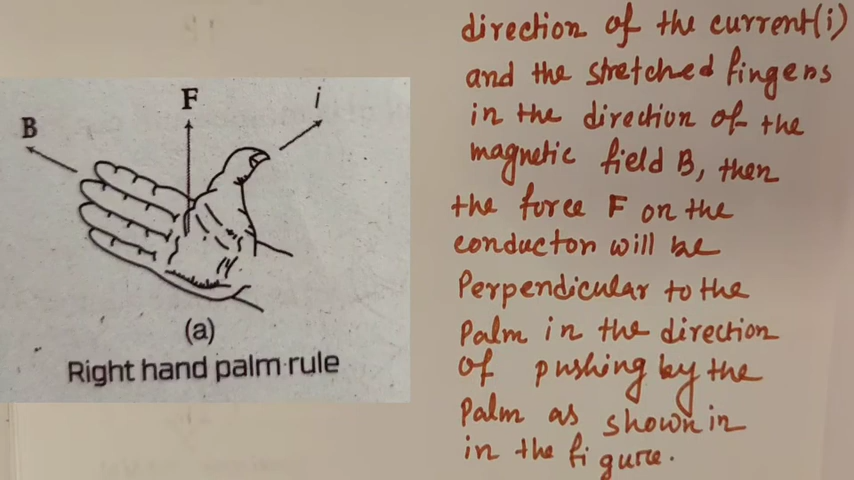 F
i
B
(a)
Right hand palm rule
direction of the current(i)
and the stretched fingers
in the direction of the
magnetic field B, then
the force F on the
conductor will be
Perpendicular to the
Palm in the direction
of pushing by the
Palm as shown in
in the figure.